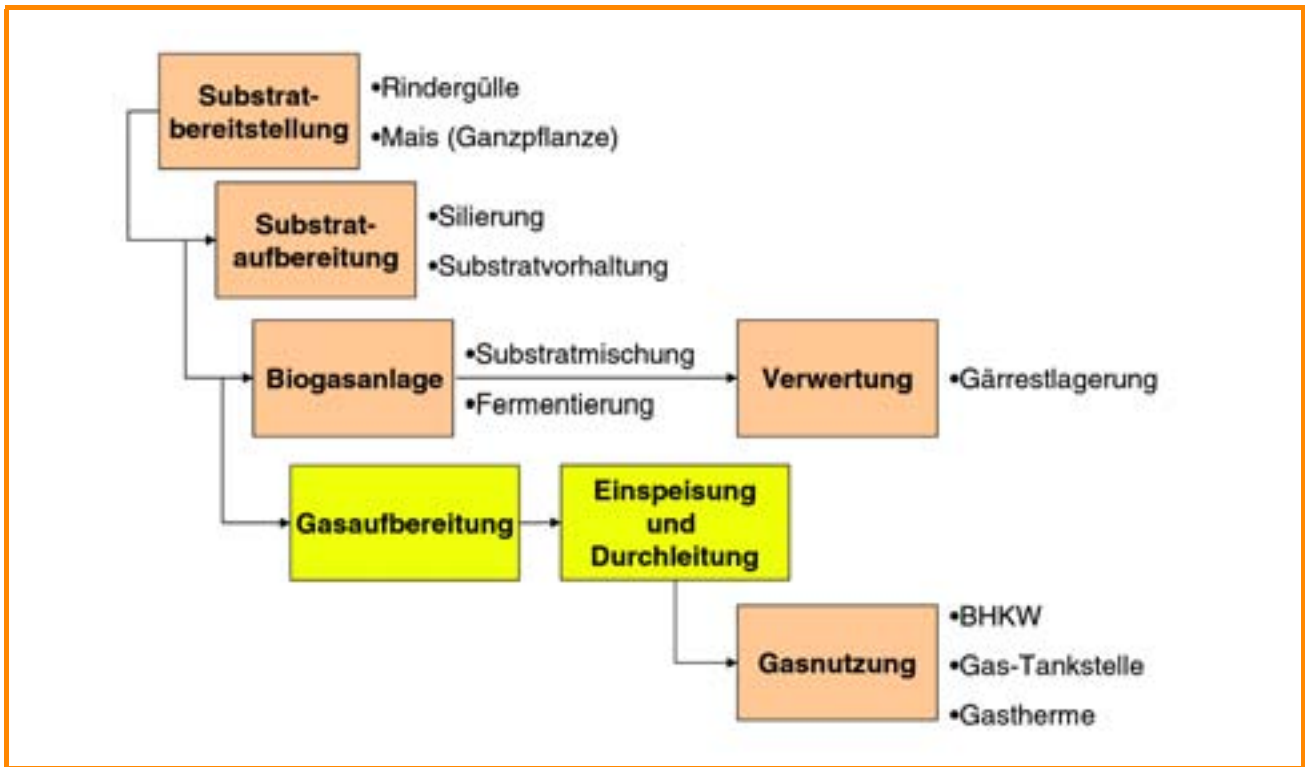 Substrat-
bereitstellung
•Rindergülle
•Mais (Ganzpflanze)
Substrat-
aufbereitung
•Silierung
•Substratvorhaltung
Biogasanlage
•Substratmischung
•Fermentierung
Verwertung
•Gärrestlagerung
Gasaufbereitung
Einspeisung
und
Durchleitung
Gasnutzung
•BHKW
•Gas-Tankstelle
•Gastherme